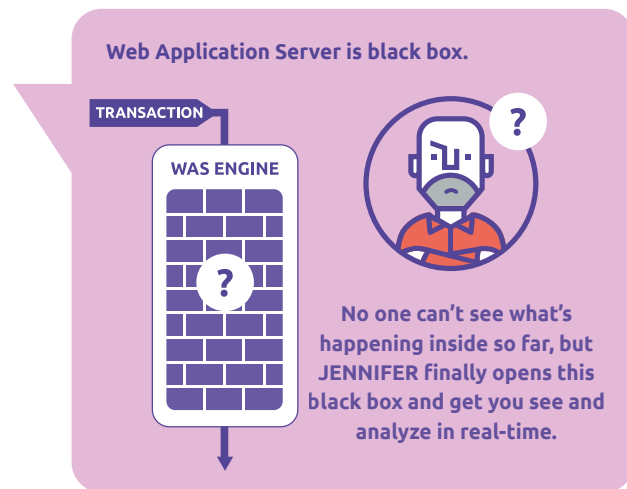 Web Application Server is black box.
TRANSACTION
WAS ENGINE
?
?
No one can't see what's
happening inside so far, but
JENNIFER finally opens this
black box and get you see and
analyze in real-time.